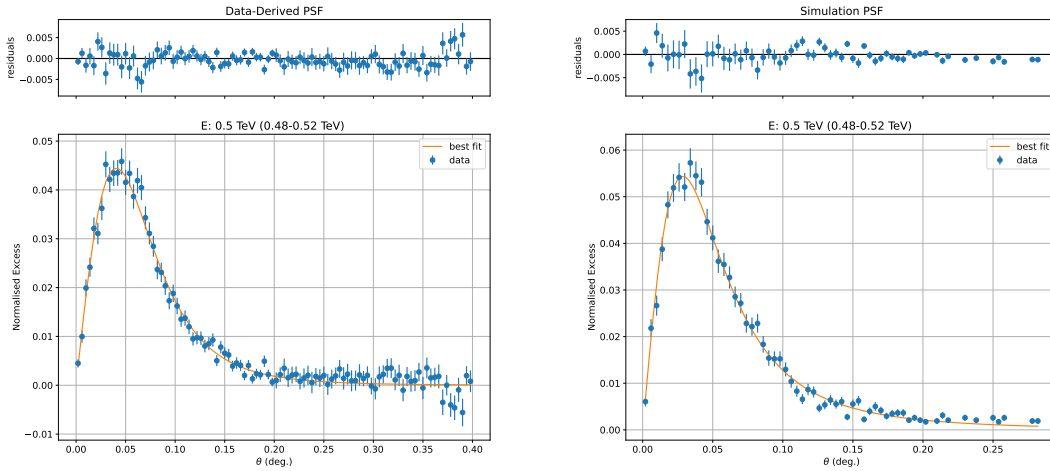 Data-Derived PSF
0.005
0.000
−0.005
residuals
E: 0.5 TeV (0.48-0.52 TeV)
best fit
data
0.05
0.04
0.03
0.02
0.01
0.00
−0.01
Normalised Excess
0.00 0.05 0.10 0.15 0.20 0.25 0.30 0.35 0.40
θ (deg.)
Simulation PSF
0.005
0.000
−0.005
residuals
E: 0.5 TeV (0.48-0.52 TeV)
best fit
data
0.06
0.05
0.04
0.03
0.02
0.01
0.00
Normalised Excess
0.00 0.05 0.10 0.15 0.20 0.25
θ (deg.)